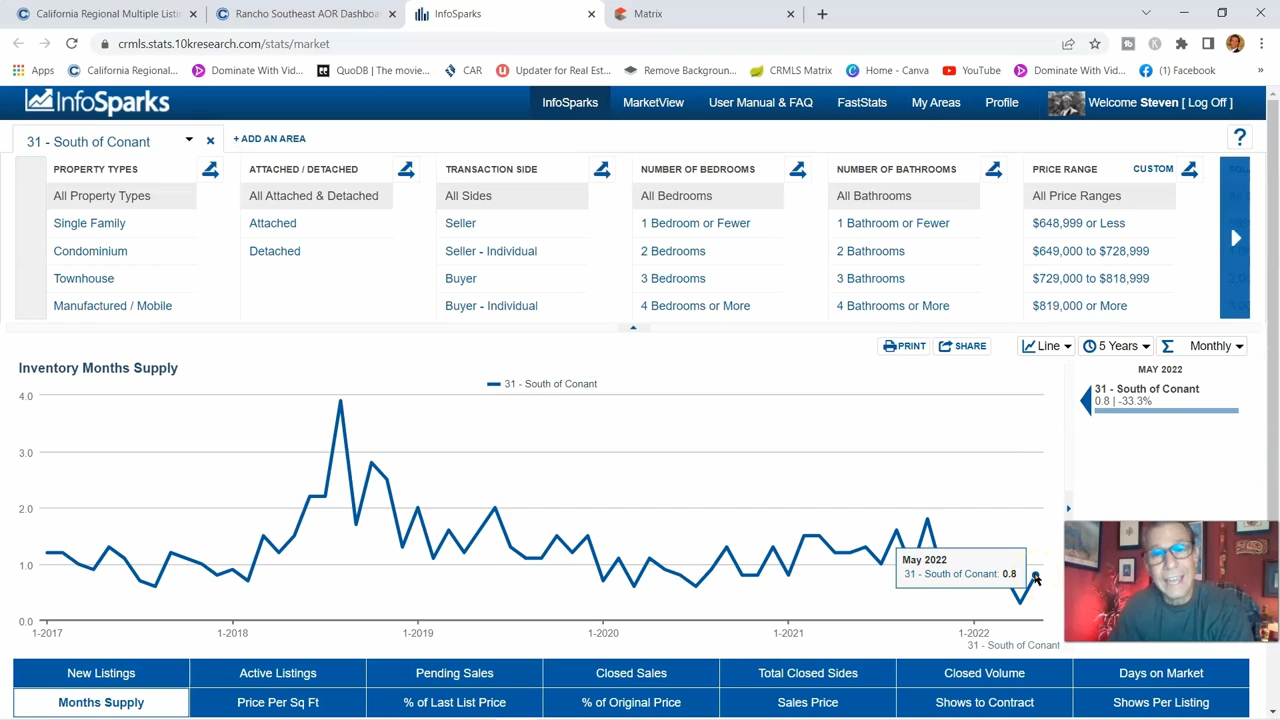 California Regional Multiple Listi
Rancho Southeast AOR Dashboa
InfoSparks
Matrix
crmls.stats.10kresearch.com/stats/market
Apps
California Regional...
Dominate With Vid...
QuoDB | The movie...
CAR
Updater for Real Est...
Remove Backgroun...
CRMLS Matrix
Home - Canva
YouTube
Dominate With Vid...
(1) Facebook
»
InfoSparks
InfoSparks
MarketView
User Manual & FAQ
FastStats
My Areas
Profile
Welcome Steven [ Log Off ]
31 - South of Conant
+ ADD AN AREA
?
PROPERTY TYPES
All Property Types
Single Family
Condominium
Townhouse
Manufactured / Mobile
ATTACHED / DETACHED
All Attached & Detached
Attached
Detached
TRANSACTION SIDE
All Sides
Seller
Seller - Individual
Buyer
Buyer - Individual
NUMBER OF BEDROOMS
All Bedrooms
1 Bedroom or Fewer
2 Bedrooms
3 Bedrooms
4 Bedrooms or More
NUMBER OF BATHROOMS
All Bathrooms
1 Bathroom or Fewer
2 Bathrooms
3 Bathrooms
4 Bathrooms or More
PRICE RANGE
CUSTOM
All Price Ranges
$648,999 or Less
$649,000 to $728,999
$729,000 to $818,999
$819,000 or More
PRINT
SHARE
Line
5 Years
Σ Monthly
Inventory Months Supply
31 - South of Conant
4.0
3.0
2.0
1.0
0.0
1-2017
1-2018
1-2019
1-2020
1-2021
1-2022
31 - South of Conant
May 2022
31 - South of Conant: 0.8
MAY 2022
31 - South of Conant
0.8 | -33.3%
New Listings
Active Listings
Pending Sales
Closed Sales
Total Closed Sides
Closed Volume
Days on Market
Months Supply
Price Per Sq Ft
% of Last List Price
% of Original Price
Sales Price
Shows to Contract
Shows Per Listing